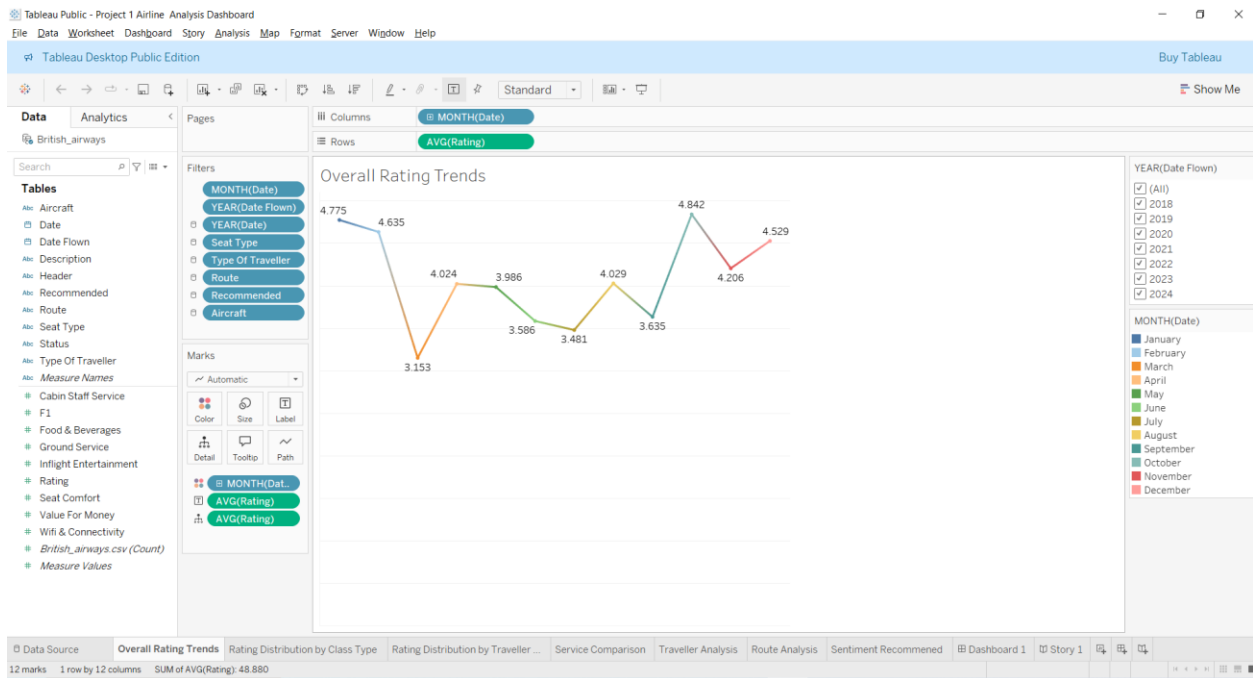 Tableau Public - Project 1 Airline Analysis Dashboard
File Data Worksheet Dashboard Story Analysis Map Format Server Window Help
Tableau Desktop Public Edition
Buy Tableau
Standard
Show Me
Data Analytics
British_airways
Search
Tables
Abc Aircraft
Date
Date Flown
Abc Description
Abc Header
Abc Recommended
Abc Route
Abc Seat Type
Abc Status
Abc Type Of Traveller
Abc Measure Names
# Cabin Staff Service
# F1
# Food & Beverages
# Ground Service
# Inflight Entertainment
# Rating
# Seat Comfort
# Value For Money
# Wifi & Connectivity
# British_airways.csv (Count)
# Measure Values
Pages
Filters
MONTH(Date)
YEAR(Date Flown)
YEAR(Date)
Seat Type
Type Of Traveller
Route
Recommended
Aircraft
Marks
Automatic
Color Size Label
Detail Tooltip Path
MONTH(Dat..
AVG(Rating)
AVG(Rating)
Columns MONTH(Date)
Rows AVG(Rating)
Overall Rating Trends
4.775
4.635
3.153
4.024
3.986
3.586
3.481
4.029
3.635
4.842
4.206
4.529
YEAR(Date Flown)
(All)
2018
2019
2020
2021
2022
2023
2024
MONTH(Date)
January
February
March
April
May
June
July
August
September
October
November
December
Data Source Overall Rating Trends Rating Distribution by Class Type Rating Distribution by Traveller ... Service Comparison Traveller Analysis Route Analysis Sentiment Recommened Dashboard 1 Story 1
12 marks 1 row by 12 columns SUM of AVG(Rating): 48.880